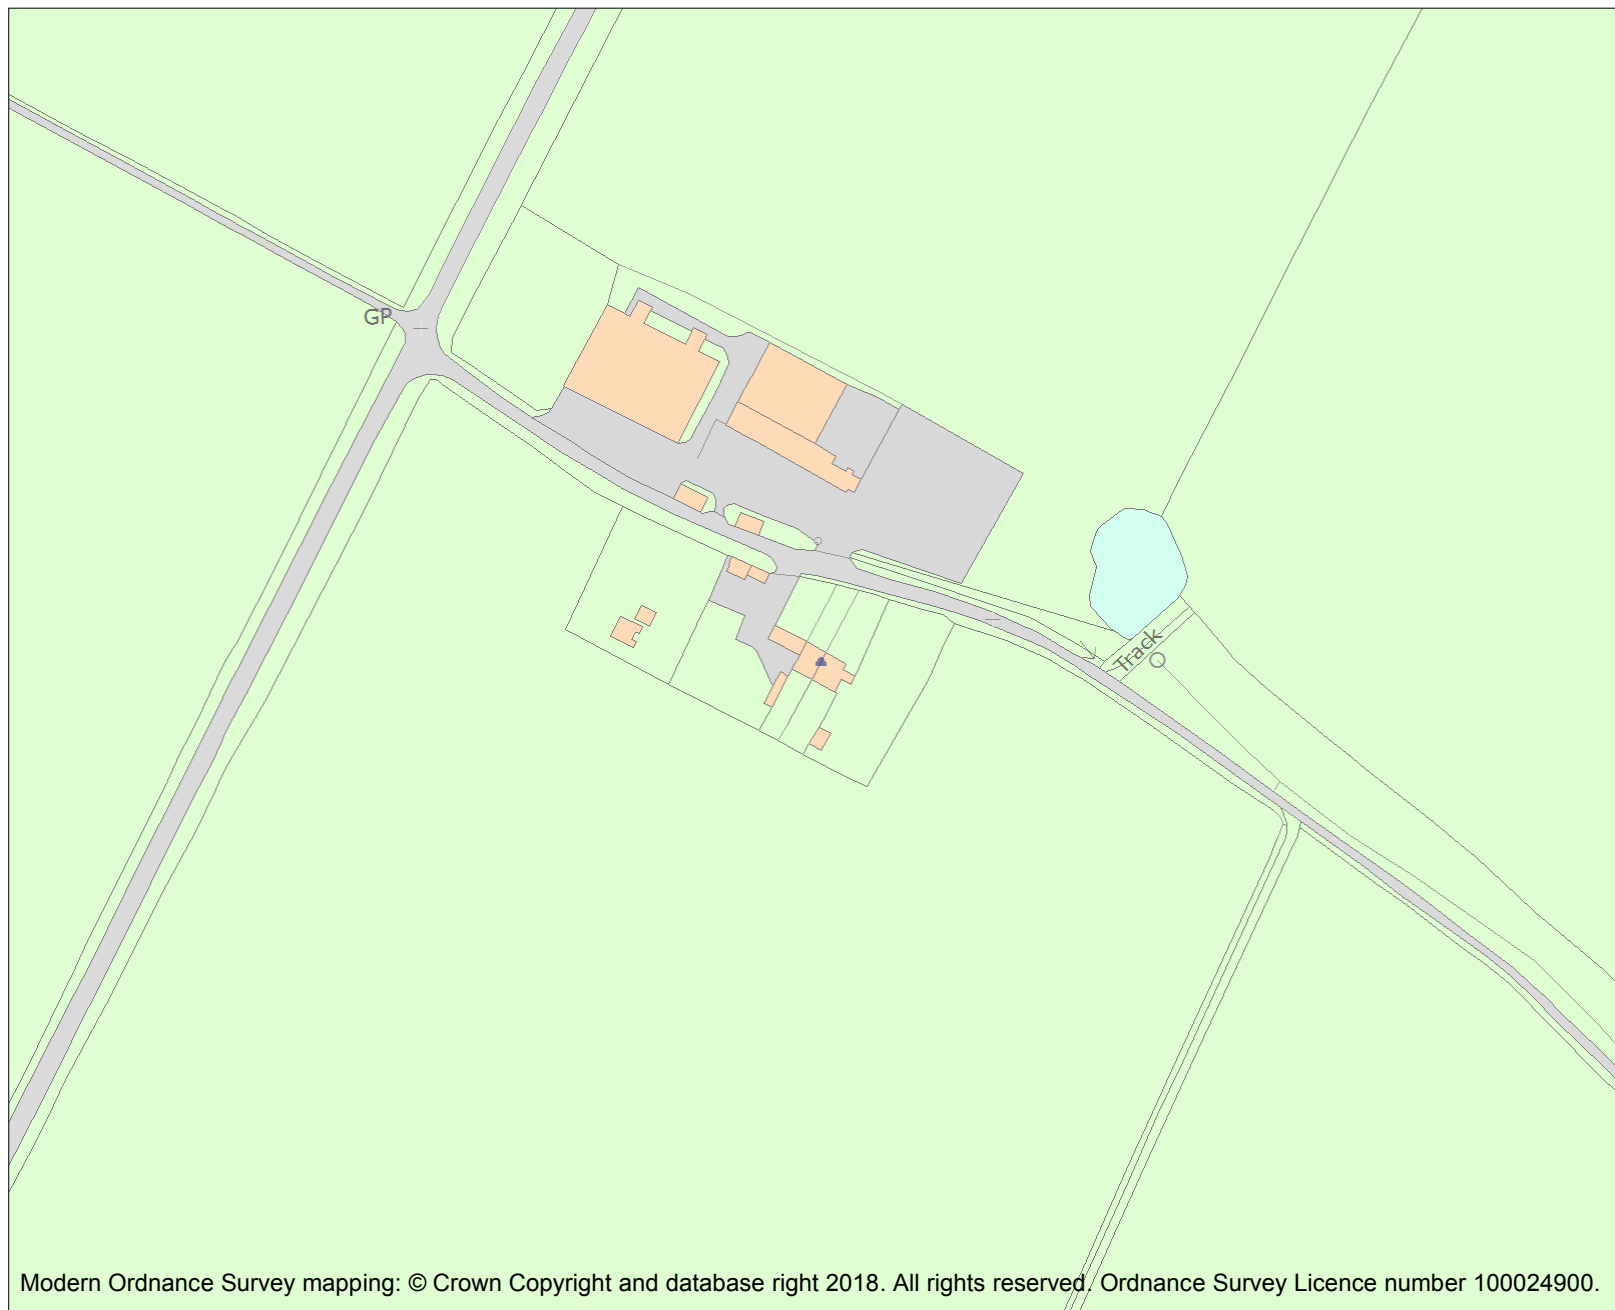 GP
Track
Modern Ordnance Survey mapping: © Crown Copyright and database right 2018. All rights reserved. Ordnance Survey Licence number 100024900.